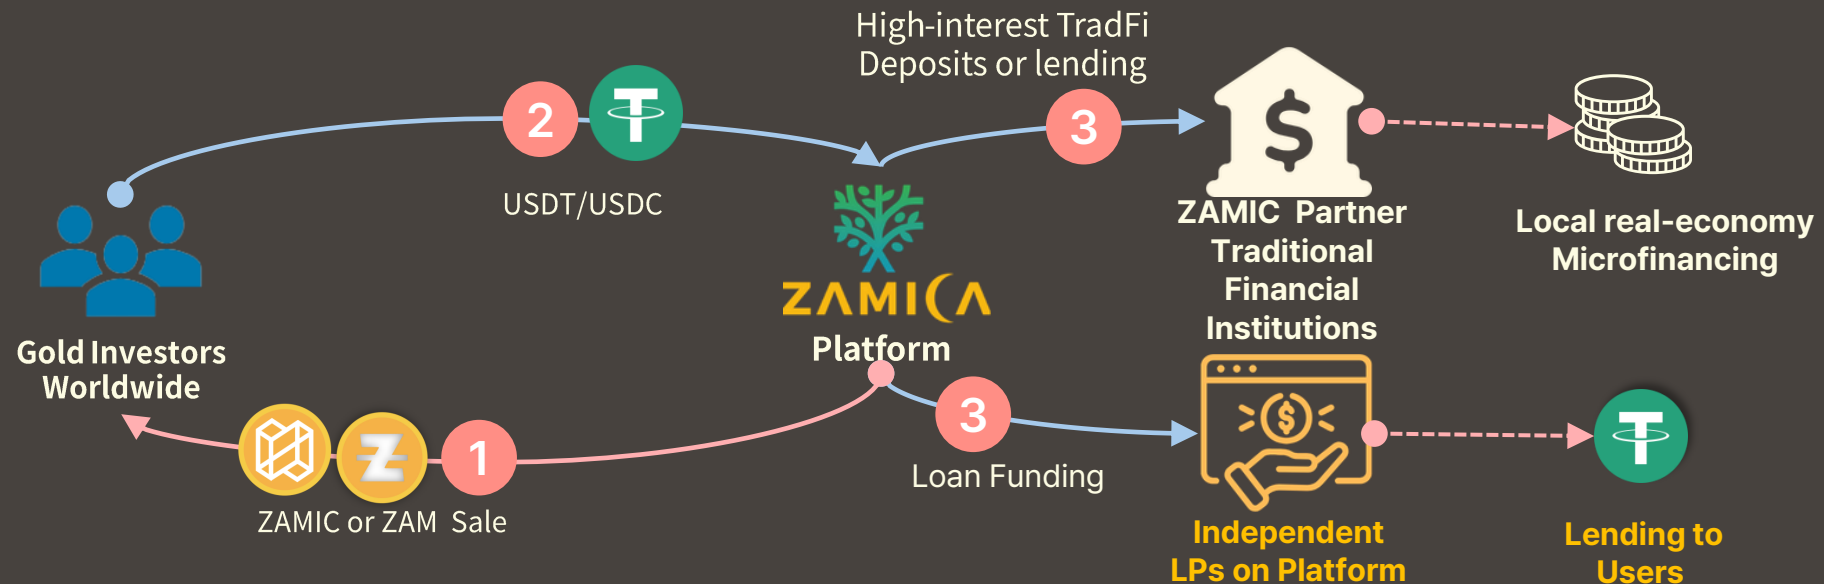 High-interest TradFi
Deposits or lending
2
3
USDT/USDC
ZAMIC Partner
Traditional
Financial
Institutions
Local real-economy
Microfinancing
ZAMICA
Platform
Gold Investors
Worldwide
1
ZAMIC or ZAM Sale
3
Loan Funding
Independent
LPs on Platform
Lending to
Users